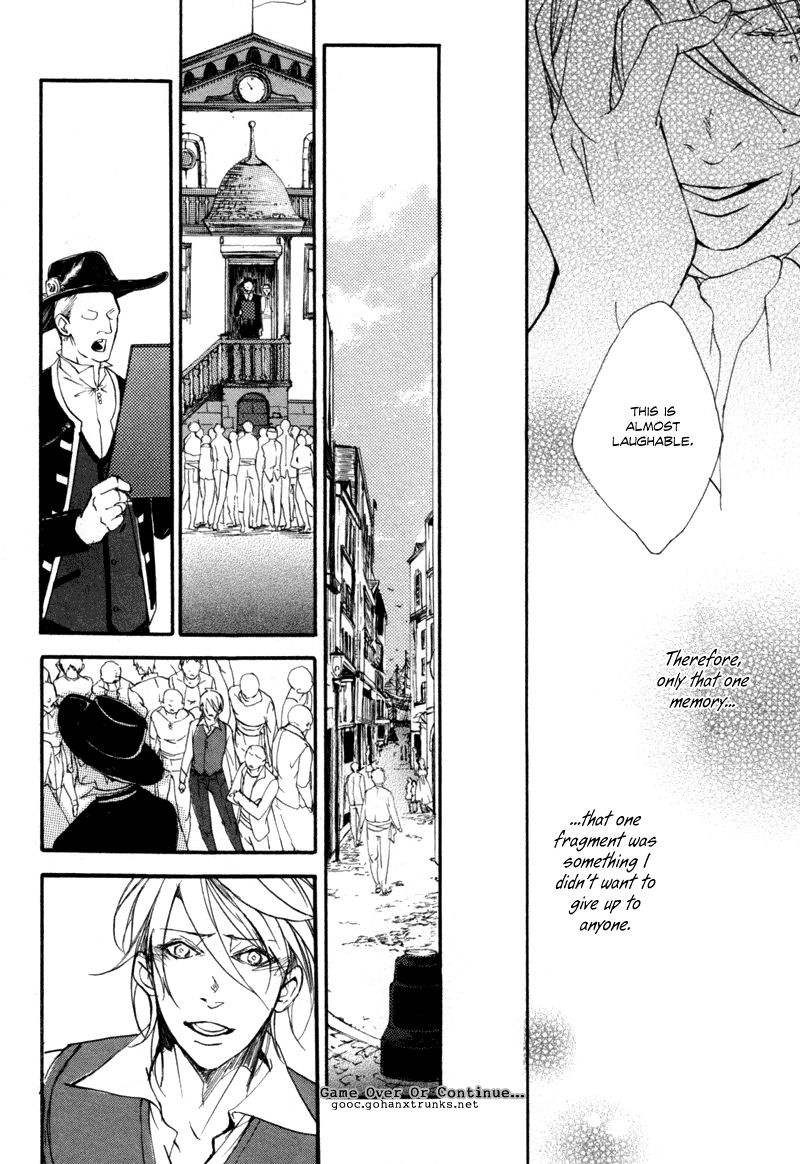 THIS IS
ALMOST
LAUGHABLE.
Therefore,
only that one
memory...
...that one
fragment was
something I
didn't want to
give up to
anyone.
Game Over Or Continue...
gooc.gohanxtrunks.net